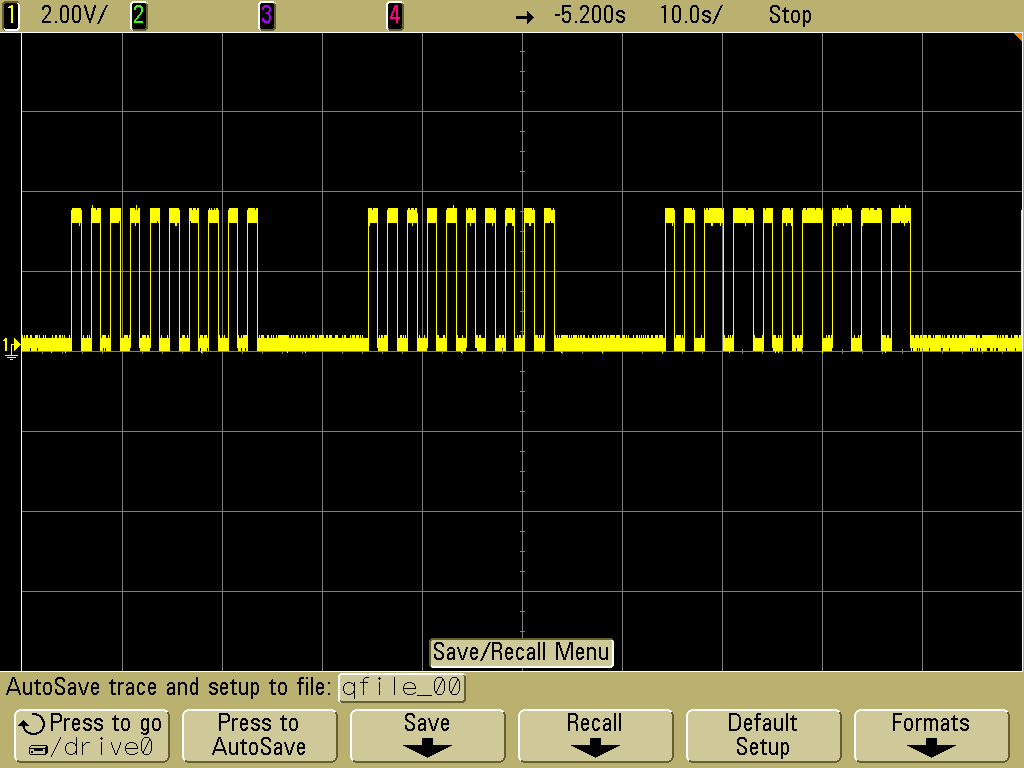 1 2.00V/ 2 3 4 → -5.200s 10.0s/ Stop
1
Save/Recall Menu
AutoSave trace and setup to file: qfile_00
Press to go
/drive0
Press to
AutoSave
Save
Recall
Default
Setup
Formats